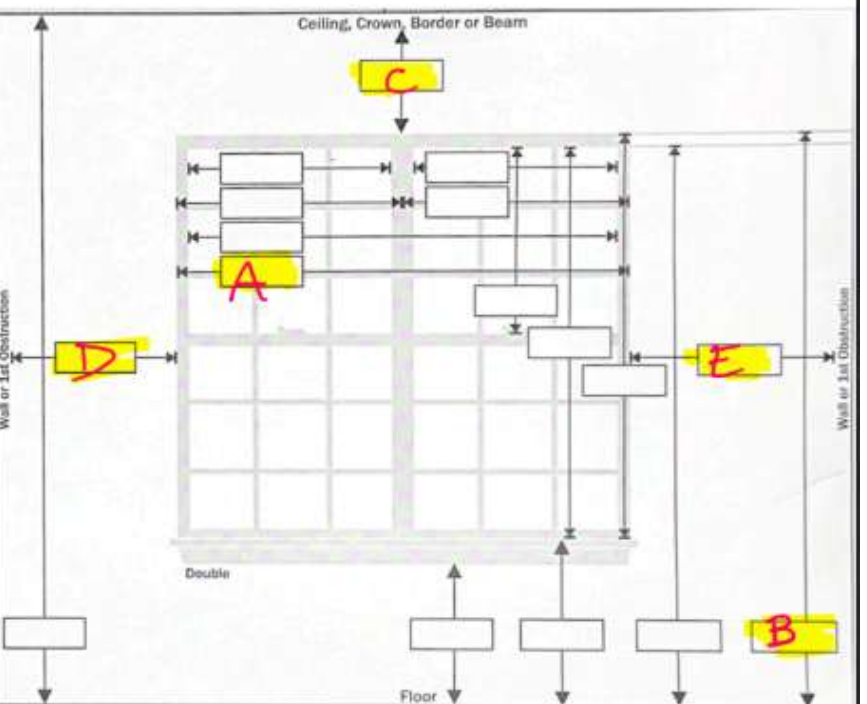 Ceiling, Crown, Border or Beam
C
A
Wall or 1st Obstruction
D
E
Wall or 1st Obstruction
Double
B
Floor